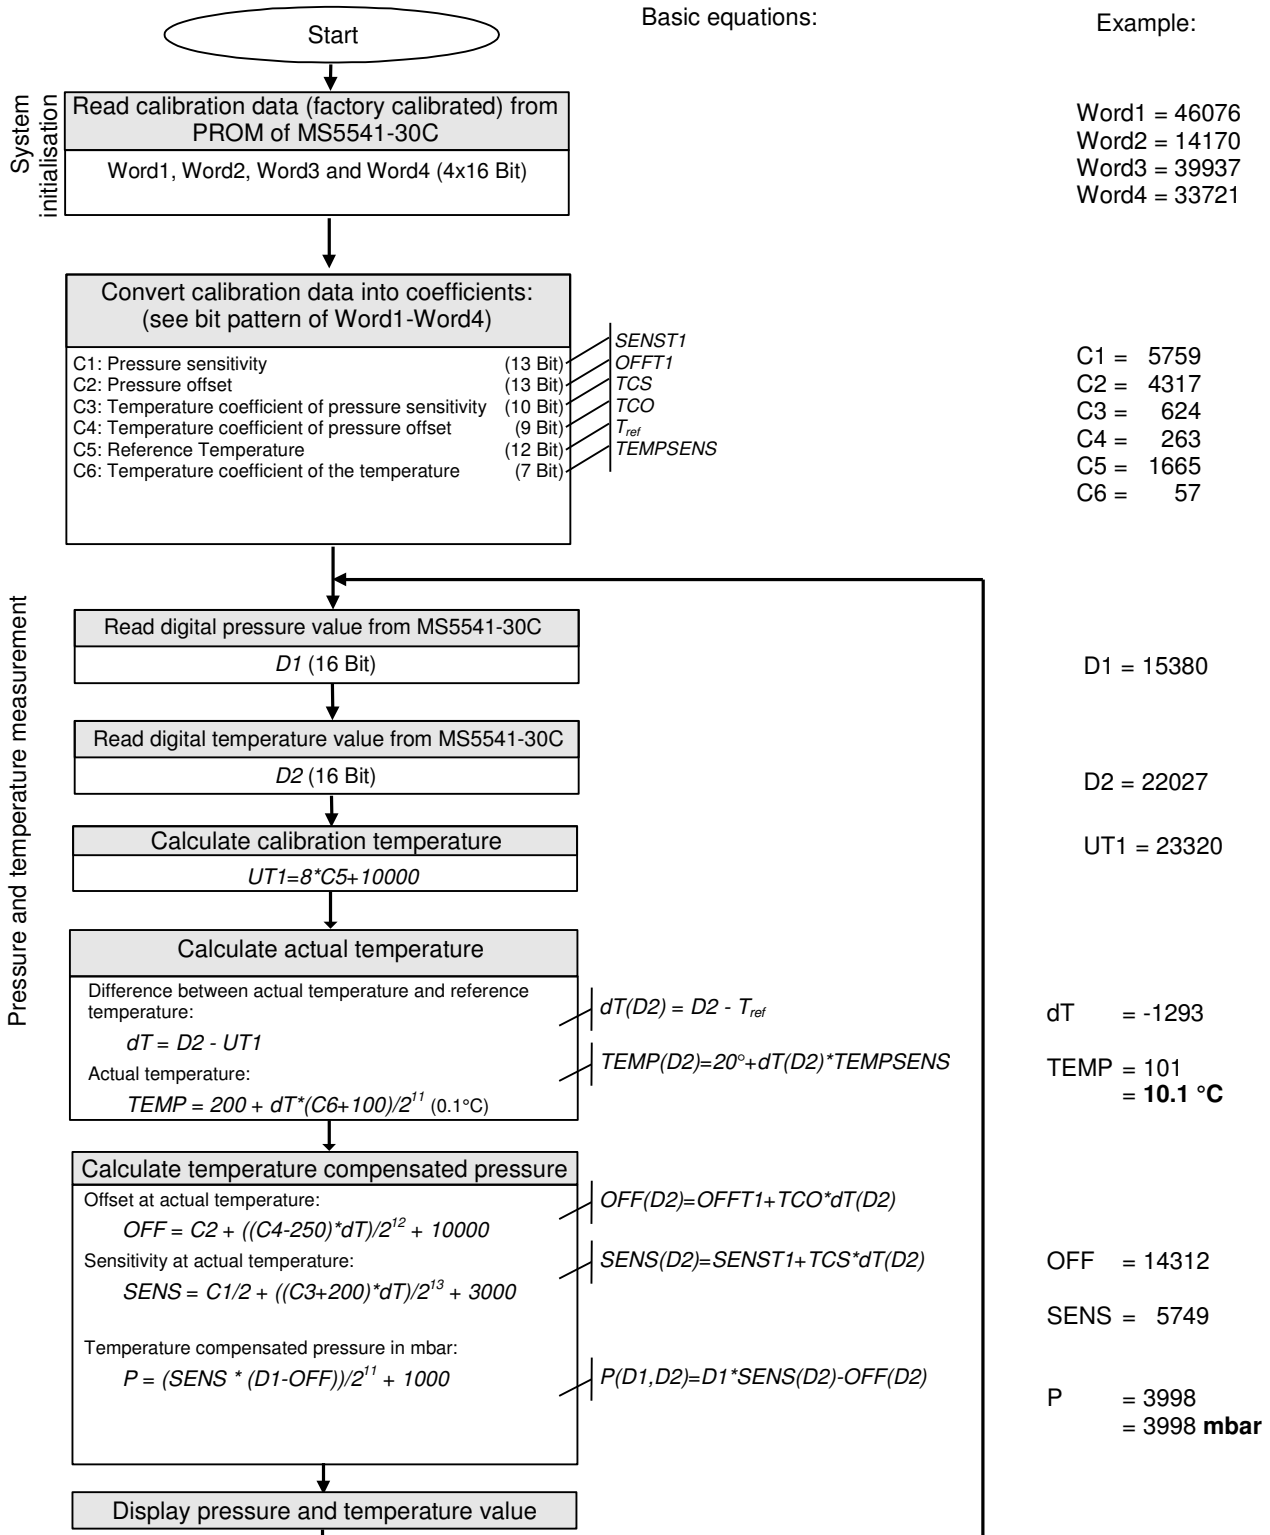 Basic equations:
Example:
Start
System
initialisation
Read calibration data (factory calibrated) from
PROM of MS5541-30C
Word1, Word2, Word3 and Word4 (4x16 Bit)
Word1 = 46076
Word2 = 14170
Word3 = 39937
Word4 = 33721
Convert calibration data into coefficients:
(see bit pattern of Word1-Word4)
C1: Pressure sensitivity (13 Bit)
C2: Pressure offset (13 Bit)
C3: Temperature coefficient of pressure sensitivity (10 Bit)
C4: Temperature coefficient of pressure offset (9 Bit)
C5: Reference Temperature (12 Bit)
C6: Temperature coefficient of the temperature (7 Bit)
SENST1
OFFT1
TCS
TCO
Tref
TEMPSENS
C1 = 5759
C2 = 4317
C3 = 624
C4 = 263
C5 = 1665
C6 = 57
Pressure and temperature measurement
Read digital pressure value from MS5541-30C
D1 (16 Bit)
D1 = 15380
Read digital temperature value from MS5541-30C
D2 (16 Bit)
D2 = 22027
Calculate calibration temperature
UT1=8*C5+10000
UT1 = 23320
Calculate actual temperature
Difference between actual temperature and reference
temperature:
dT = D2 - UT1
dT(D2) = D2 - Tref
dT = -1293
Actual temperature:
TEMP = 200 + dT*(C6+100)/2^11 (0.1°C)
TEMP(D2)=20°+dT(D2)*TEMPSENS
TEMP = 101
= 10.1 °C
Calculate temperature compensated pressure
Offset at actual temperature:
OFF = C2 + ((C4-250)*dT)/2^12 + 10000
OFF(D2)=OFFT1+TCO*dT(D2)
Sensitivity at actual temperature:
SENS = C1/2 + ((C3+200)*dT)/2^13 + 3000
SENS(D2)=SENST1+TCS*dT(D2)
OFF = 14312
SENS = 5749
Temperature compensated pressure in mbar:
P = (SENS * (D1-OFF))/2^11 + 1000
P(D1,D2)=D1*SENS(D2)-OFF(D2)
P = 3998
= 3998 mbar
Display pressure and temperature value